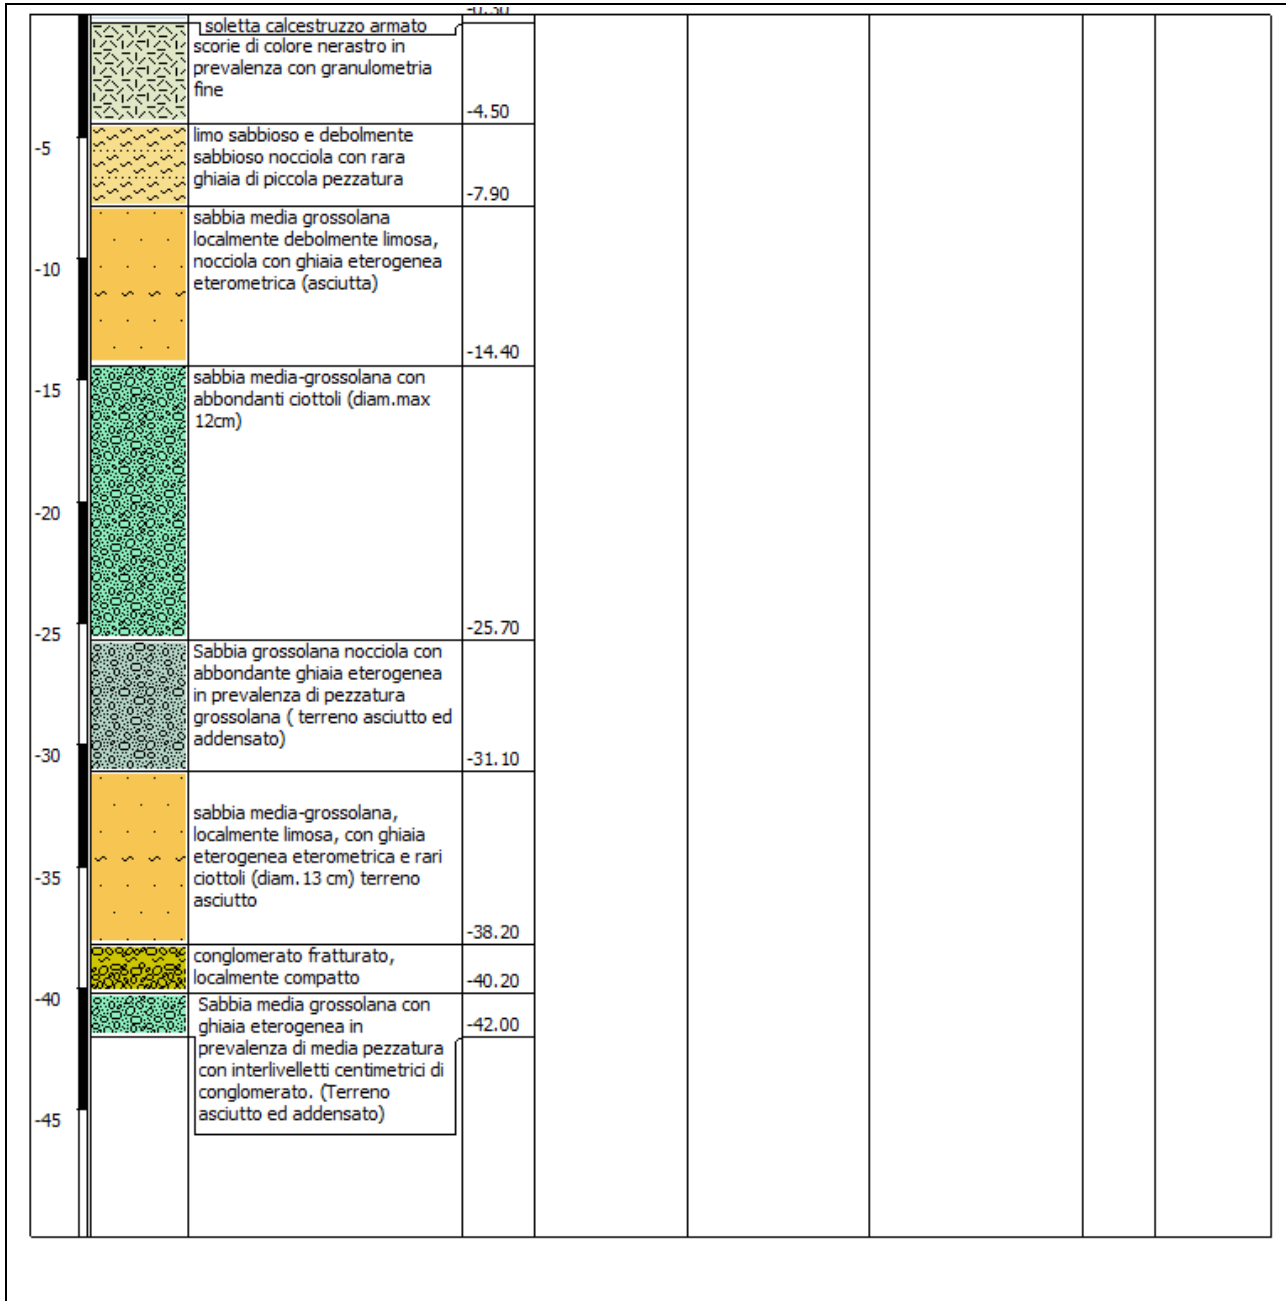 -0.30
soletta calcestruzzo armato
scorie di colore nerastro in
prevalenza con granulometria
fine
-4.50
-5
limo sabbioso e debolmente
sabbioso nocciola con rara
ghiaia di piccola pezzatura
-7.90
sabbia media grossolana
localmente debolmente limosa,
nocciola con ghiaia eterogenea
eterometrica (asciutta)
-10
-14.40
sabbia media-grossolana con
abbondanti ciottoli (diam.max
12cm)
-15
-20
-25
-25.70
Sabbia grossolana nocciola con
abbondante ghiaia eterogenea
in prevalenza di pezzatura
grossolana ( terreno asciutto ed
addensato)
-30
-31.10
sabbia media-grossolana,
localmente limosa, con ghiaia
eterogenea eterometrica e rari
ciottoli (diam.13 cm) terreno
asciutto
-35
-38.20
conglomerato fratturato,
localmente compatto
-40.20
-40
Sabbia media grossolana con
ghiaia eterogenea in
prevalenza di media pezzatura
con interlivelletti centimetrici di
conglomerato. (Terreno
asciutto ed addensato)
-42.00
-45